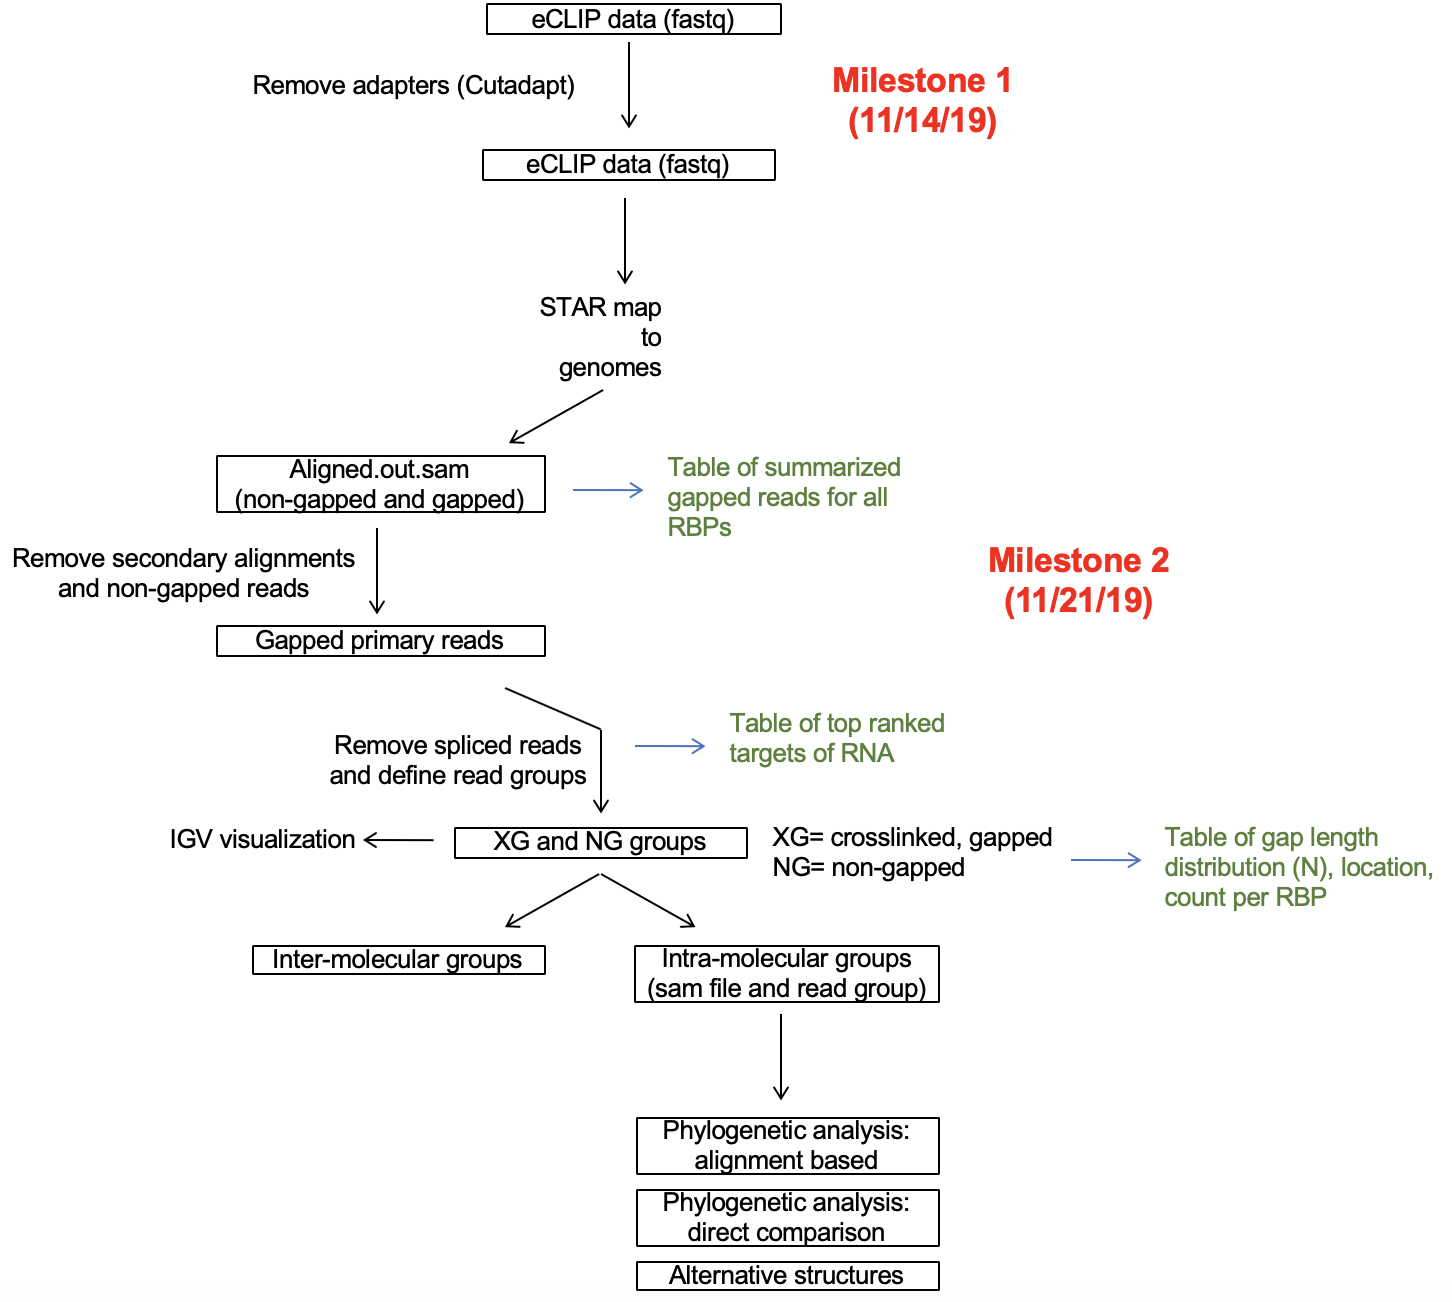 eCLIP data (fastq)
Remove adapters (Cutadapt)
Milestone 1
(11/14/19)
eCLIP data (fastq)
STAR map
to
genomes
Aligned.out.sam
(non-gapped and gapped)
Table of summarized
gapped reads for all
RBPs
Remove secondary alignments
and non-gapped reads
Milestone 2
(11/21/19)
Gapped primary reads
Remove spliced reads
and define read groups
Table of top ranked
targets of RNA
IGV visualization
XG and NG groups
XG= crosslinked, gapped
NG= non-gapped
Table of gap length
distribution (N), location,
count per RBP
Inter-molecular groups
Intra-molecular groups
(sam file and read group)
Phylogenetic analysis:
alignment based
Phylogenetic analysis:
direct comparison
Alternative structures